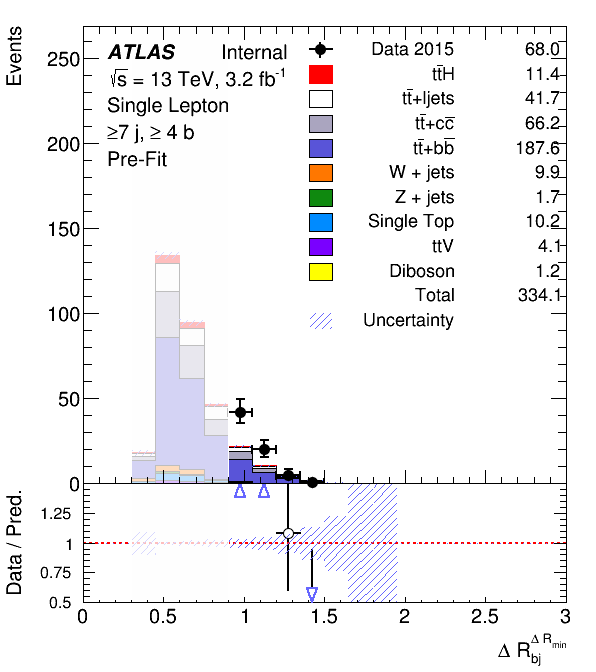 Events
ATLAS Internal
√s = 13 TeV, 3.2 fb⁻¹
Single Lepton
≥7 j, ≥ 4 b
Pre-Fit
Data 2015 68.0
tt̄H 11.4
tt̄+ljets 41.7
tt̄+cc̄ 66.2
tt̄+bb̄ 187.6
W + jets 9.9
Z + jets 1.7
Single Top 10.2
ttV 4.1
Diboson 1.2
Total 334.1
Uncertainty
250
200
150
100
50
0
Data / Pred.
1.25
1
0.75
0.5
0 0.5 1 1.5 2 2.5 3
Δ R_bj^Δ R_min